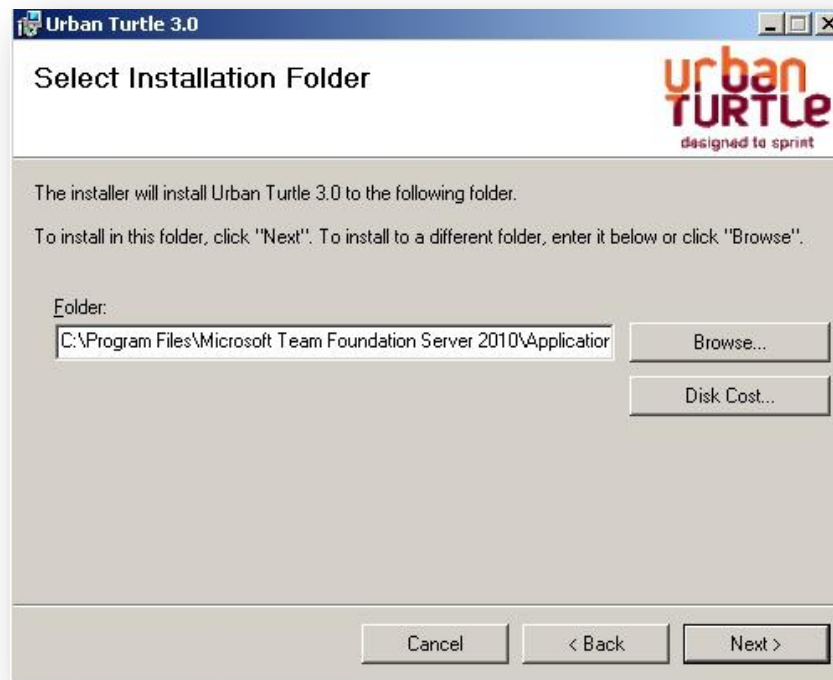 Urban Turtle 3.0
Select Installation Folder
urban
TURTLe
designed to sprint
The installer will install Urban Turtle 3.0 to the following folder.
To install in this folder, click "Next". To install to a different folder, enter it below or click "Browse".
Folder:
C:\Program Files\Microsoft Team Foundation Server 2010\Application
Browse...
Disk Cost...
Cancel
< Back
Next >